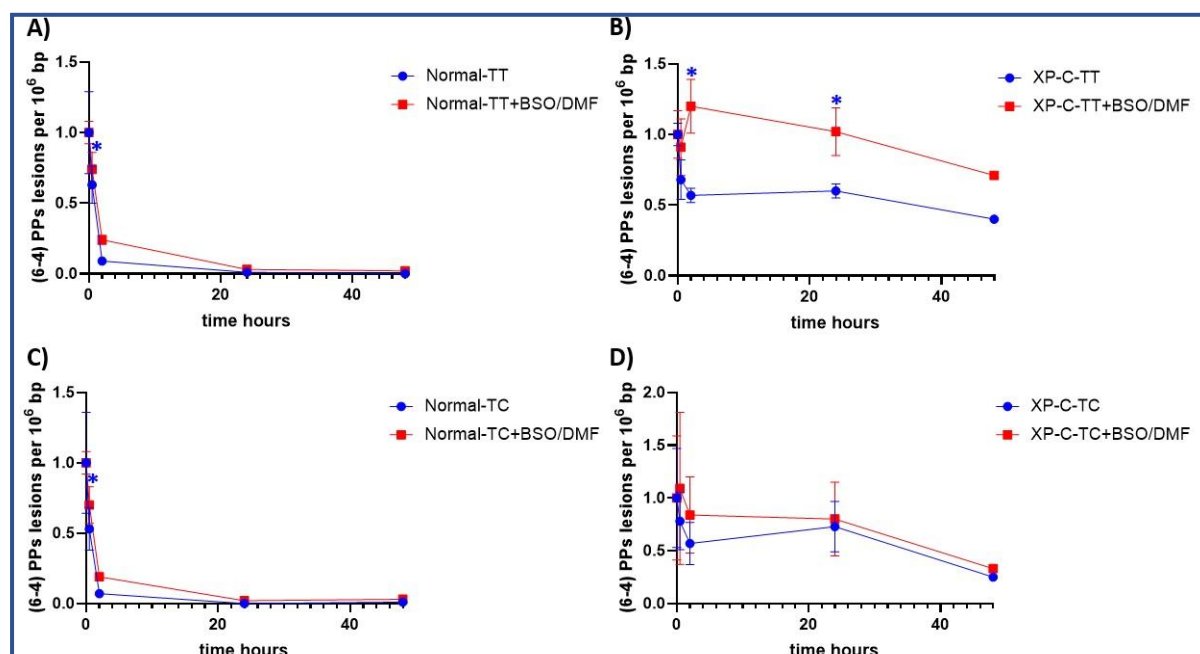 A)
(6-4) PPs lesions per 10⁶ bp
1.5
1.0
0.5
0.0
*
0
20
40
time hours
Normal-TT
Normal-TT+BSO/DMF
B)
(6-4) PPs lesions per 10⁶ bp
1.5
1.0
0.5
0.0
*
*
0
20
40
time hours
XP-C-TT
XP-C-TT+BSO/DMF
C)
(6-4) PPs lesions per 10⁶ bp
1.5
1.0
0.5
0.0
*
0
20
40
time hours
Normal-TC
Normal-TC+BSO/DMF
D)
(6-4) PPs lesions per 10⁶ bp
2.0
1.5
1.0
0.5
0.0
0
20
40
time hours
XP-C-TC
XP-C-TC+BSO/DMF